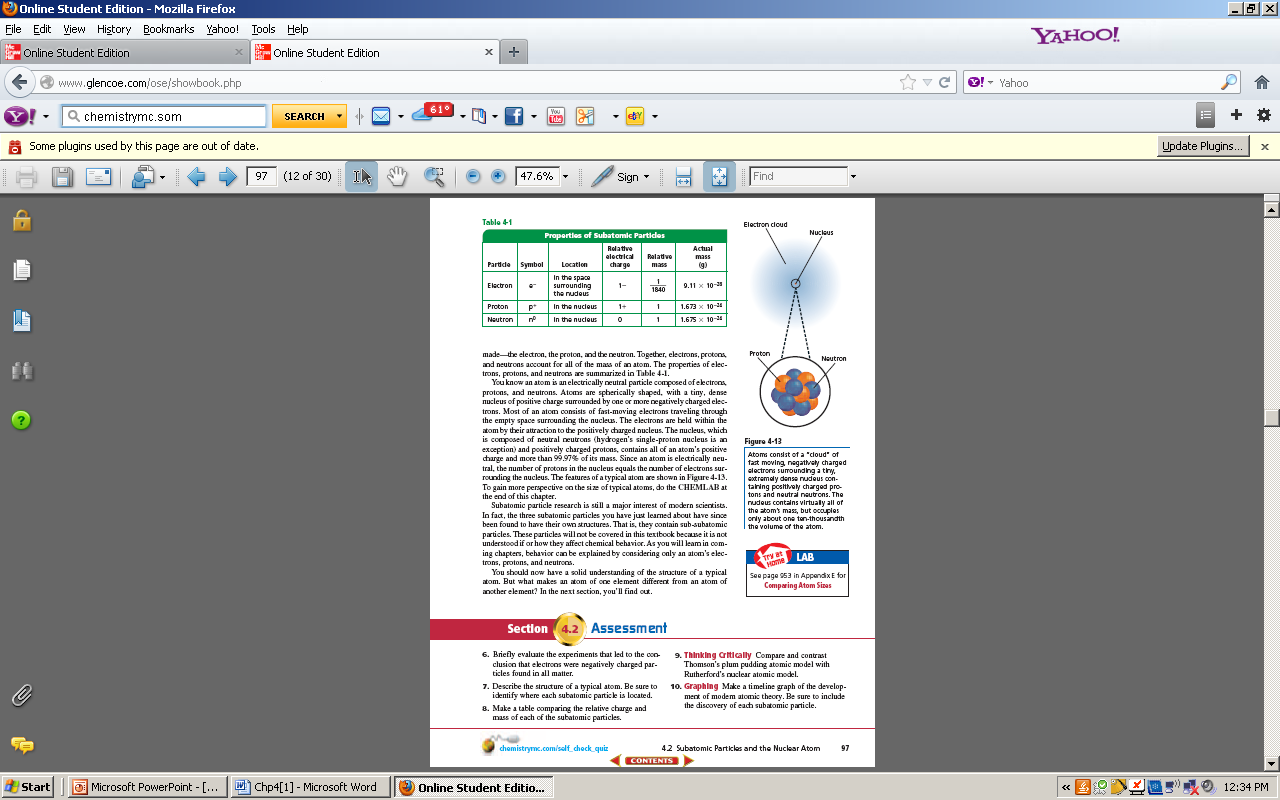 Online Student Edition - Mozilla Firefox
File Edit View History Bookmarks Yahoo! Tools Help
YAHOO!
Mc Graw Hill Online Student Edition × Mc Graw Hill Online Student Edition × +
www.glencoe.com/ose/showbook.php Yahoo
Y! chemistrymc.som SEARCH 61° You Tube eBY
Some plugins used by this page are out of date. Update Plugins... ×
97 (12 of 30) 47.6% Sign Find
Table 4-1
Properties of Subatomic Particles
Particle Symbol Location Relative electrical charge Relative mass Actual mass (g)
Electron e⁻ In the space surrounding the nucleus 1− 1/1840 9.11 × 10⁻²⁸
Proton p⁺ In the nucleus 1+ 1 1.673 × 10⁻²⁴
Neutron n⁰ In the nucleus 0 1 1.675 × 10⁻²⁴
made—the electron, the proton, and the neutron. Together, electrons, protons,
and neutrons account for all of the mass of an atom. The properties of elec-
trons, protons, and neutrons are summarized in Table 4-1.
You know an atom is an electrically neutral particle composed of electrons,
protons, and neutrons. Atoms are spherically shaped, with a tiny, dense
nucleus of positive charge surrounded by one or more negatively charged elec-
trons. Most of an atom consists of fast-moving electrons traveling through
the empty space surrounding the nucleus. The electrons are held within the
atom by their attraction to the positively charged nucleus. The nucleus, which
is composed of neutral neutrons (hydrogen's single-proton nucleus is an
exception) and positively charged protons, contains all of an atom's positive
charge and more than 99.97% of its mass. Since an atom is electrically neu-
tral, the number of protons in the nucleus equals the number of electrons sur-
rounding the nucleus. The features of a typical atom are shown in Figure 4-13.
To gain more perspective on the size of typical atoms, do the CHEMLAB at
the end of this chapter.
Subatomic particle research is still a major interest of modern scientists.
In fact, the three subatomic particles you have just learned about have since
been found to have their own structures. That is, they contain sub-subatomic
particles. These particles will not be covered in this textbook because it is not
understood if or how they affect chemical behavior. As you will learn in com-
ing chapters, behavior can be explained by considering only an atom's elec-
trons, protons, and neutrons.
You should now have a solid understanding of the structure of a typical
atom. But what makes an atom of one element different from an atom of
another element? In the next section, you'll find out.
Electron cloud
Nucleus
Proton
Neutron
Figure 4-13
Atoms consist of a "cloud" of
fast moving, negatively charged
electrons surrounding a tiny,
extremely dense nucleus con-
taining positively charged pro-
tons and neutral neutrons. The
nucleus contains virtually all of
the atom's mass, but occupies
only about one ten-thousandth
the volume of the atom.
Try at Home LAB
See page 953 in Appendix E for
Comparing Atom Sizes
Section 4.2 Assessment
6. Briefly evaluate the experiments that led to the con-
clusion that electrons were negatively charged par-
ticles found in all matter.
7. Describe the structure of a typical atom. Be sure to
identify where each subatomic particle is located.
8. Make a table comparing the relative charge and
mass of each of the subatomic particles.
9. Thinking Critically Compare and contrast
Thomson's plum pudding atomic model with
Rutherford's nuclear atomic model.
10. Graphing Make a timeline graph of the develop-
ment of modern atomic theory. Be sure to include
the discovery of each subatomic particle.
chemistrymc.com/self_check_quiz 4.2 Subatomic Particles and the Nuclear Atom 97
CONTENTS
Start Microsoft PowerPoint - [... Chp4[1] - Microsoft Word Online Student Editio... « 12:34 PM